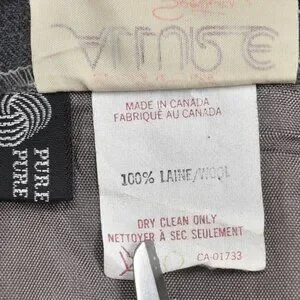 MADE IN CANADA
FABRIQUÉ AU CANADA
100% LAINE/WOOL
DRY CLEAN ONLY
NETTOYER À SEC SEULEMENT
CA-01733
PURE
PURE